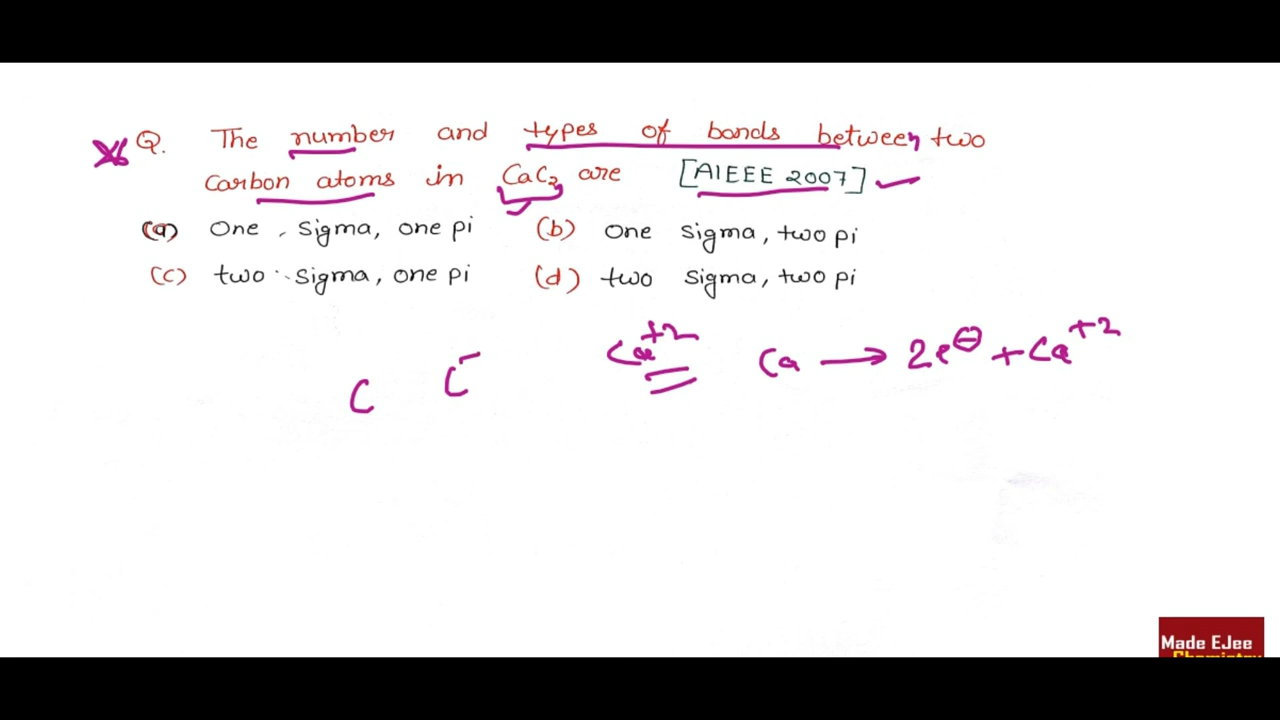 Q. The number and types of bonds between two
Carbon atoms in CaC₂ are [AIEEE 2007]
(a) One, Sigma, one pi (b) One Sigma, two pi
(c) two Sigma, one pi (d) two Sigma, two pi
Ca⁺² Ca → 2e⊖ + Ca⁺²
C C⁻
Made EJee
Chemistry